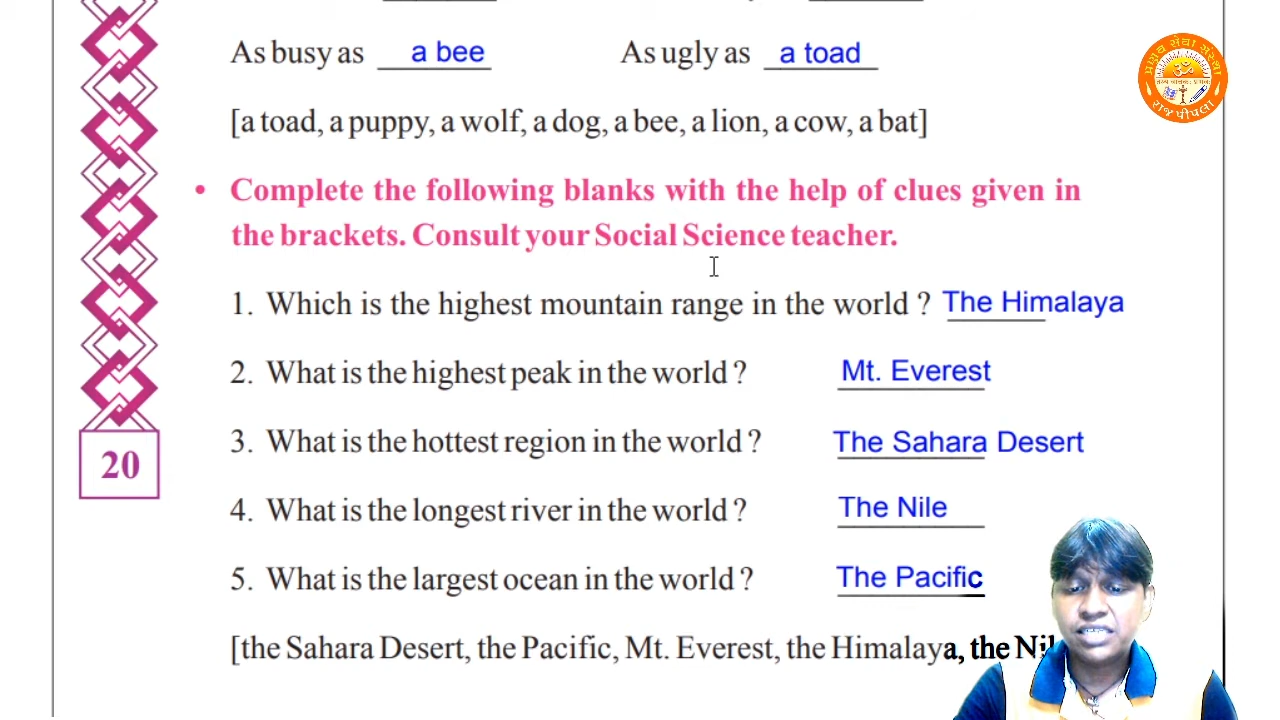 As busy as a bee As ugly as a toad
[a toad, a puppy, a wolf, a dog, a bee, a lion, a cow, a bat]
• Complete the following blanks with the help of clues given in
the brackets. Consult your Social Science teacher.
1. Which is the highest mountain range in the world ? The Himalaya
2. What is the highest peak in the world ? Mt. Everest
3. What is the hottest region in the world ? The Sahara Desert
20
4. What is the longest river in the world ? The Nile
5. What is the largest ocean in the world ? The Pacific
[the Sahara Desert, the Pacific, Mt. Everest, the Himalaya, the
પ્રણવ સેવા સંસ્થા
ॐ
રાજપીપલા